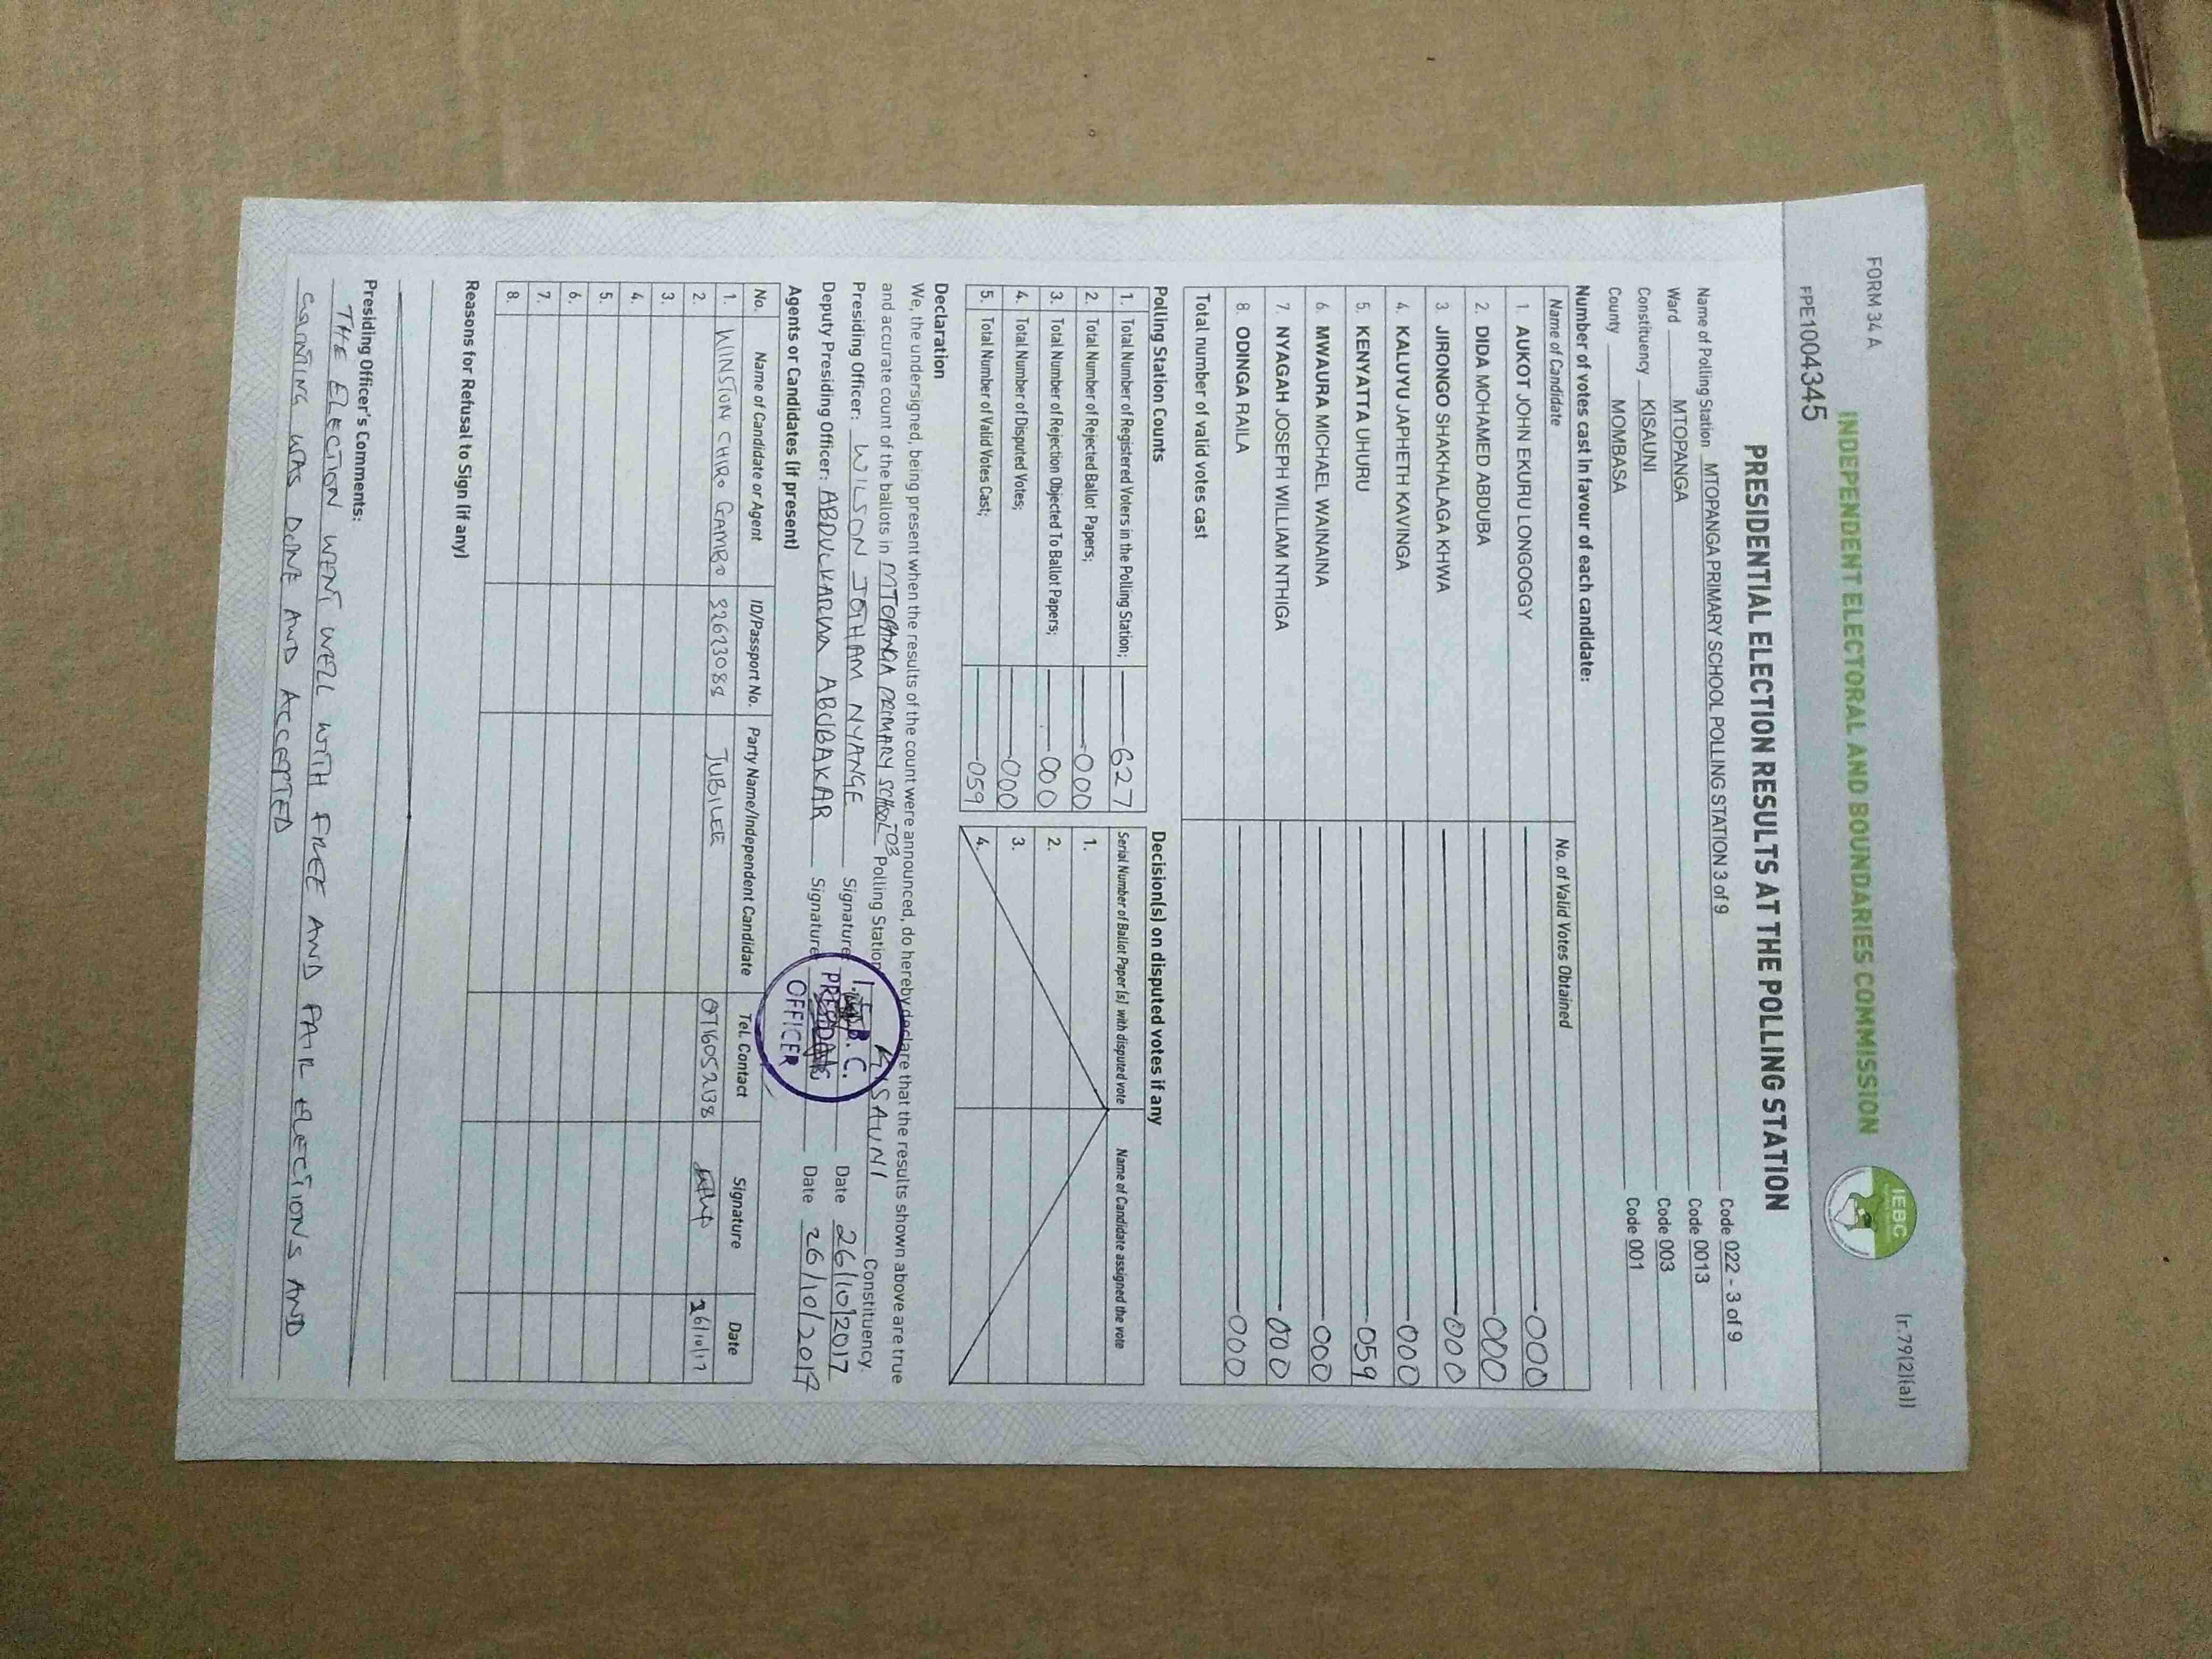 FORM 34 A
(r.79(2)(a))
INDEPENDENT ELECTORAL AND BOUNDARIES COMMISSION
IEBC
FPE1004345
PRESIDENTIAL ELECTION RESULTS AT THE POLLING STATION
Name of Polling Station MTOPANGA PRIMARY SCHOOL POLLING STATION 3 of 9 Code 022 - 3 of 9
Ward MTOPANGA Code 0013
Constituency KISAUNI Code 003
County MOMBASA Code 001
Number of votes cast in favour of each candidate:
Name of Candidate No. of Valid Votes Obtained
1. AUKOT JOHN EKURU LONGOGGY 000
2. DIDA MOHAMED ABDUBA 000
3. JIRONGO SHAKHALAGA KHWA 000
4. KALUYU JAPHETH KAVINGA 000
5. KENYATTA UHURU 059
6. MWAURA MICHAEL WAINAINA 000
7. NYAGAH JOSEPH WILLIAM NTHIGA 000
8. ODINGA RAILA 000
Total number of valid votes cast
Polling Station Counts
1. Total Number of Registered Voters in the Polling Station; 627
2. Total Number of Rejected Ballot Papers; 000
3. Total Number of Rejection Objected To Ballot Papers; 000
4. Total Number of Disputed Votes; 000
5. Total Number of Valid Votes Cast; 059
Decision(s) on disputed votes if any
Serial Number of Ballot Paper (s) with disputed vote Name of Candidate assigned the vote
1.
2.
3.
4.
Declaration
We, the undersigned, being present when the results of the count were announced, do hereby declare that the results shown above are true
and accurate count of the ballots in MTOPANGA PRIMARY SCHOOL-03 Polling Station KISAUNI Constituency.
Presiding Officer: WILSON JOTHAM NYANGE Signature Date 26/10/2017
Deputy Presiding Officer: ABDULKARIM ABUBAKAR Signature Date 26/10/2017
I.E.B.C.
PRESIDING
OFFICER
Agents or Candidates (if present)
No. Name of Candidate or Agent ID/Passport No. Party Name/Independent Candidate Tel. Contact Signature Date
1. WINSTON CHIRO GAMBO 32623088 JUBILEE 0716052138 26/10/17
2.
3.
4.
5.
6.
7.
8.
Reasons for Refusal to Sign (if any)
Presiding Officer's Comments:
THE ELECTION WENT WELL WITH FREE AND FAIR ELECTIONS AND
COUNTING WAS DONE AND ACCEPTED